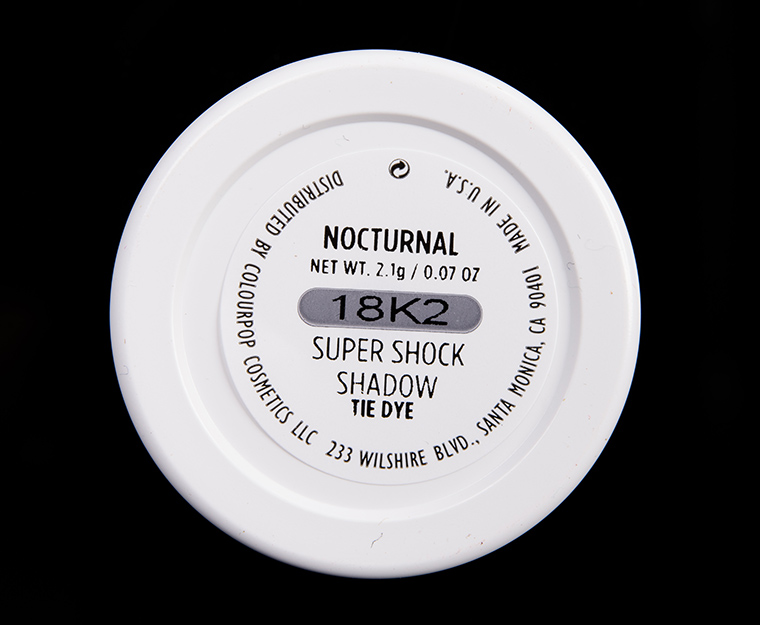 NOCTURNAL
NET WT. 2.1g / 0.07 OZ
18K2
SUPER SHOCK
SHADOW
TIE DYE
DISTRIBUTED BY COLOURPOP COSMETICS LLC 233 WILSHIRE BLVD., SANTA MONICA, CA 90401 MADE IN U.S.A.